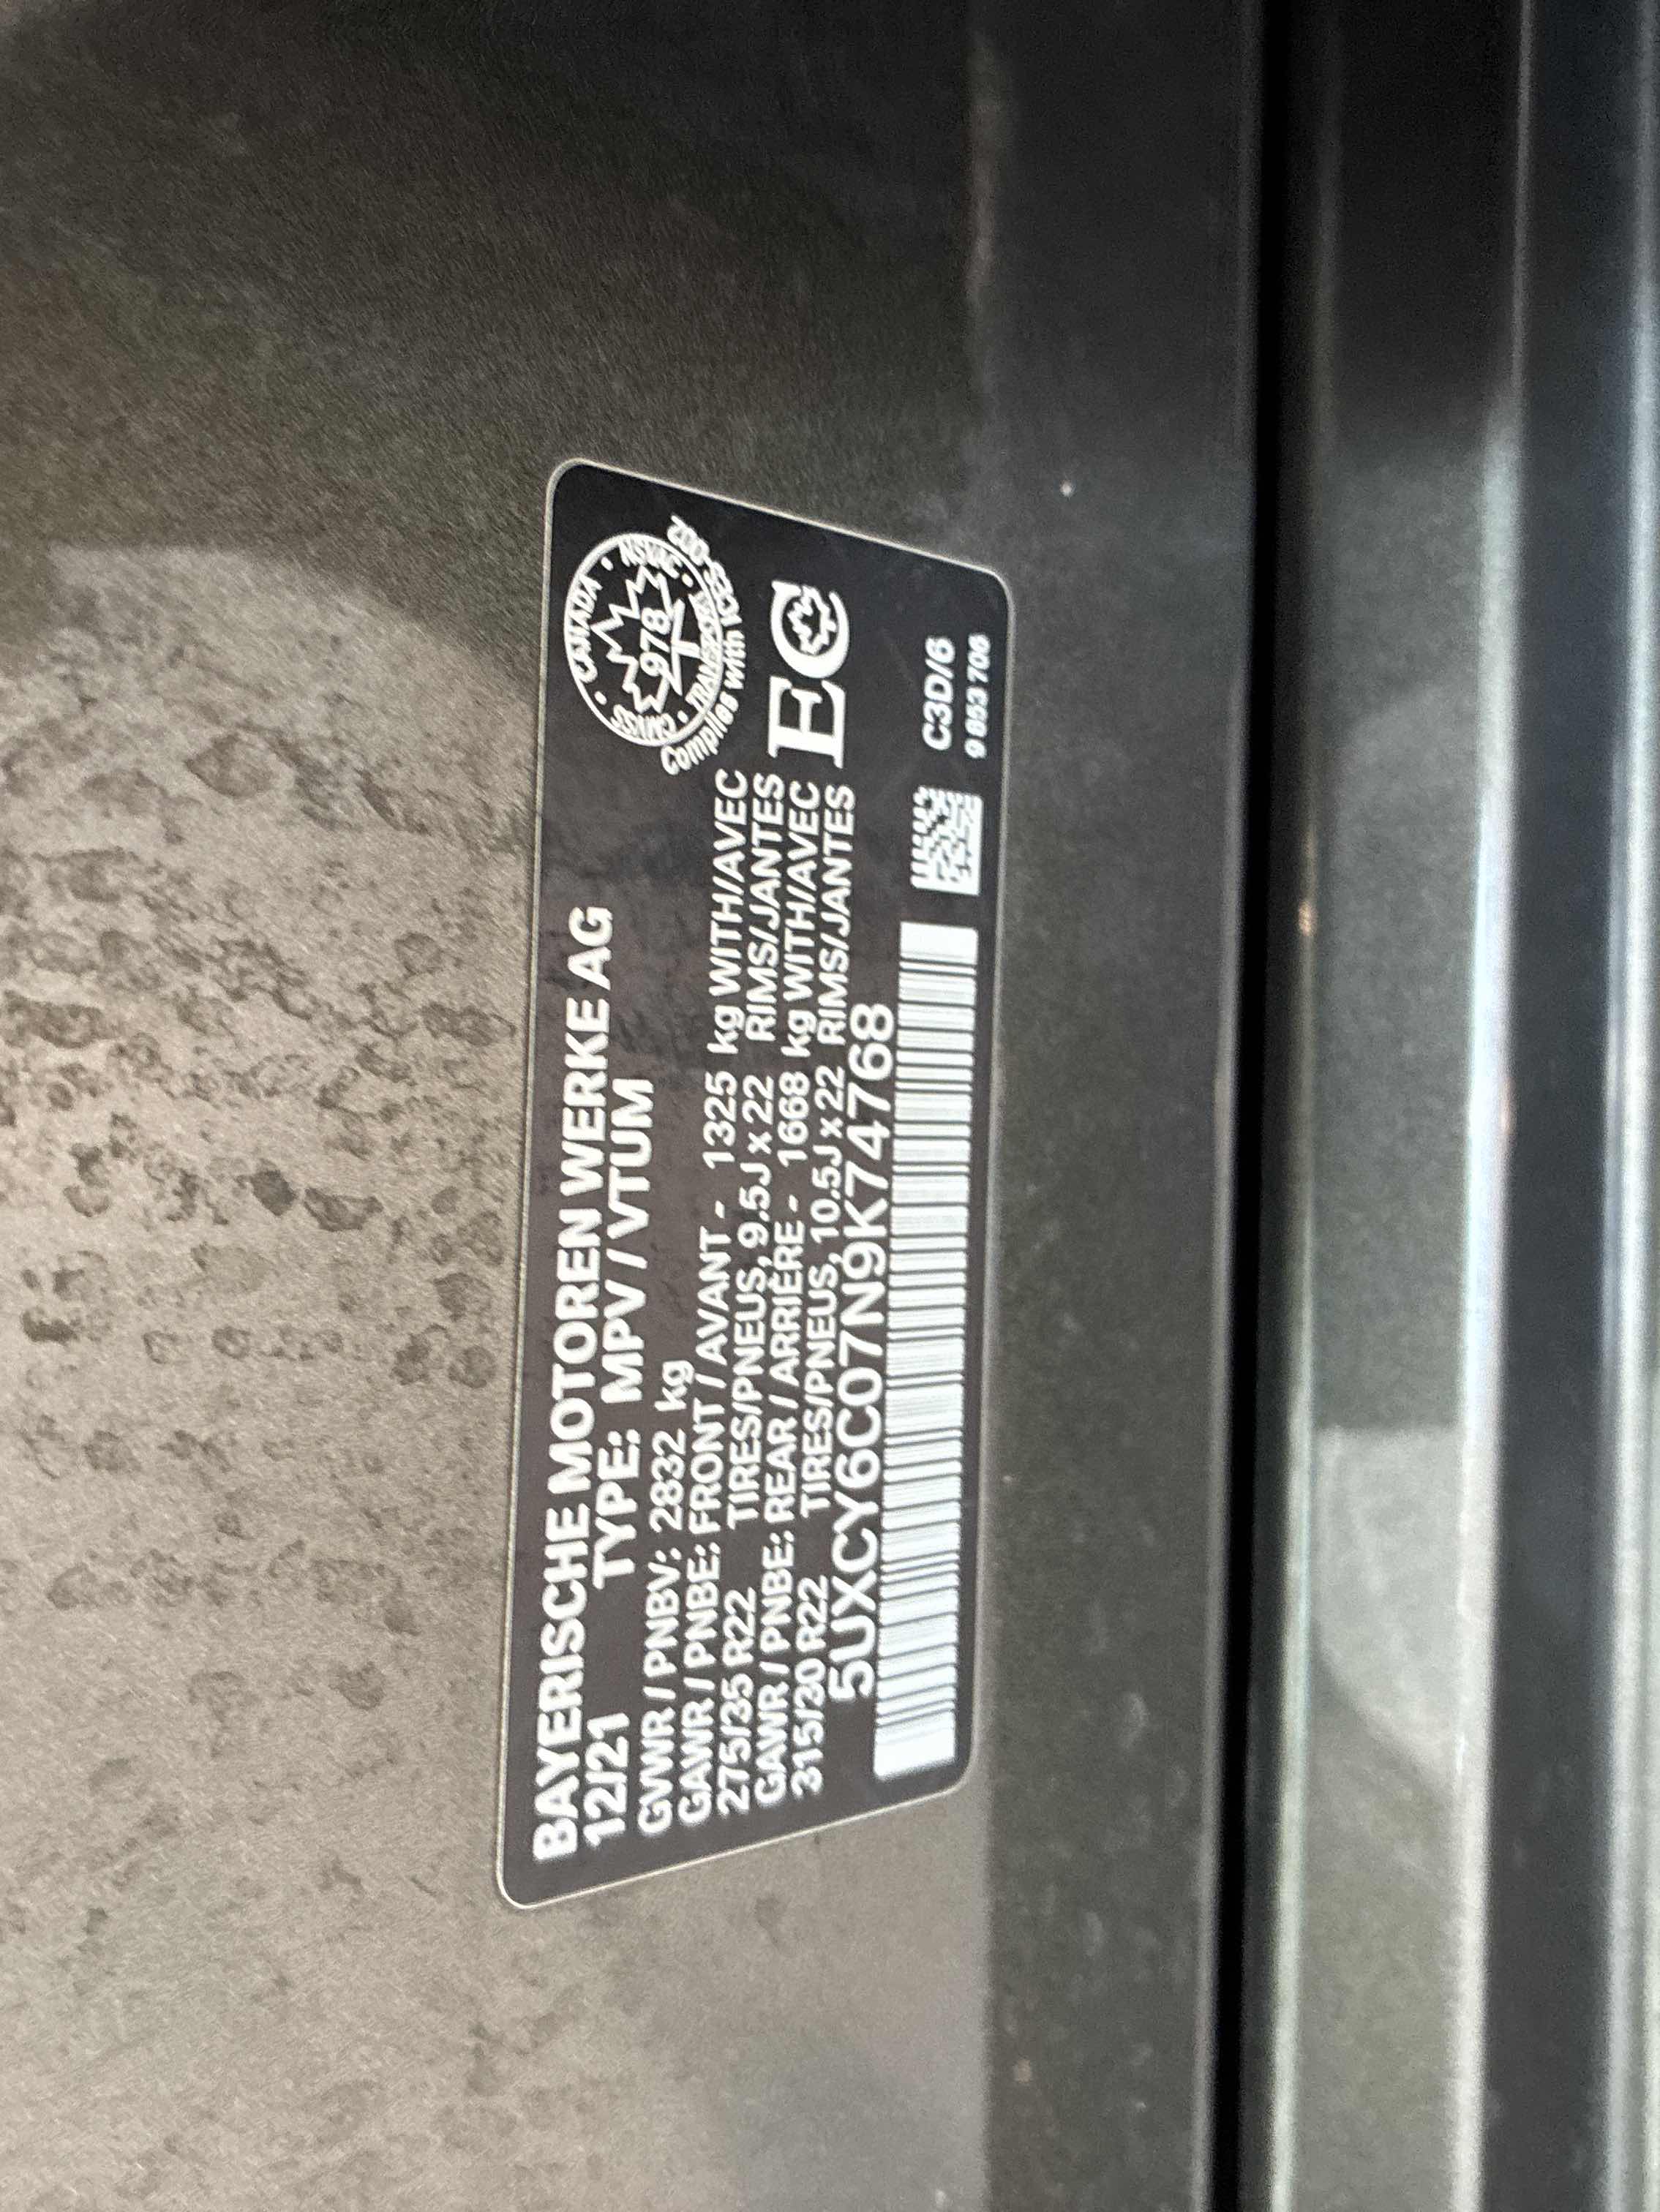 BAYERISCHE MOTOREN WERKE AG
12/21 TYPE: MPV / VTUM
GVWR / PNBV: 2832 kg
GAWR / PNBE: FRONT / AVANT - 1325 kg WITH/AVEC
275/35 R22 TIRES/PNEUS, 9.5J x 22 RIMS/JANTES
GAWR / PNBE: REAR / ARRIÈRE - 1668 kg WITH/AVEC
315/30 R22 TIRES/PNEUS, 10.5J x 22 RIMS/JANTES
5UXCY6C07N9K74768
CANADA
CMVSS • NSVAC
978
TRANSPORT
Complies with ICES-002
EC
C3D/6
9 853 706